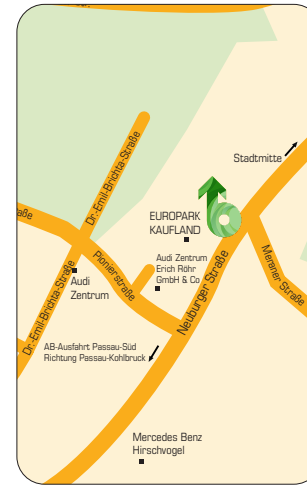 Dr.-Emil-Brichta-Straße
Stadtmitte
aße
EUROPARK
KAUFLAND
Pionierstraße
Audi Zentrum
Erich Röhr
GmbH & Co
Meraner Straße
Neuburger Straße
Audi
Zentrum
Dr.-Emil-Brichta-Straße
AB-Ausfahrt Passau-Süd
Richtung Passau-Kohlbruck
Mercedes Benz
Hirschvogel